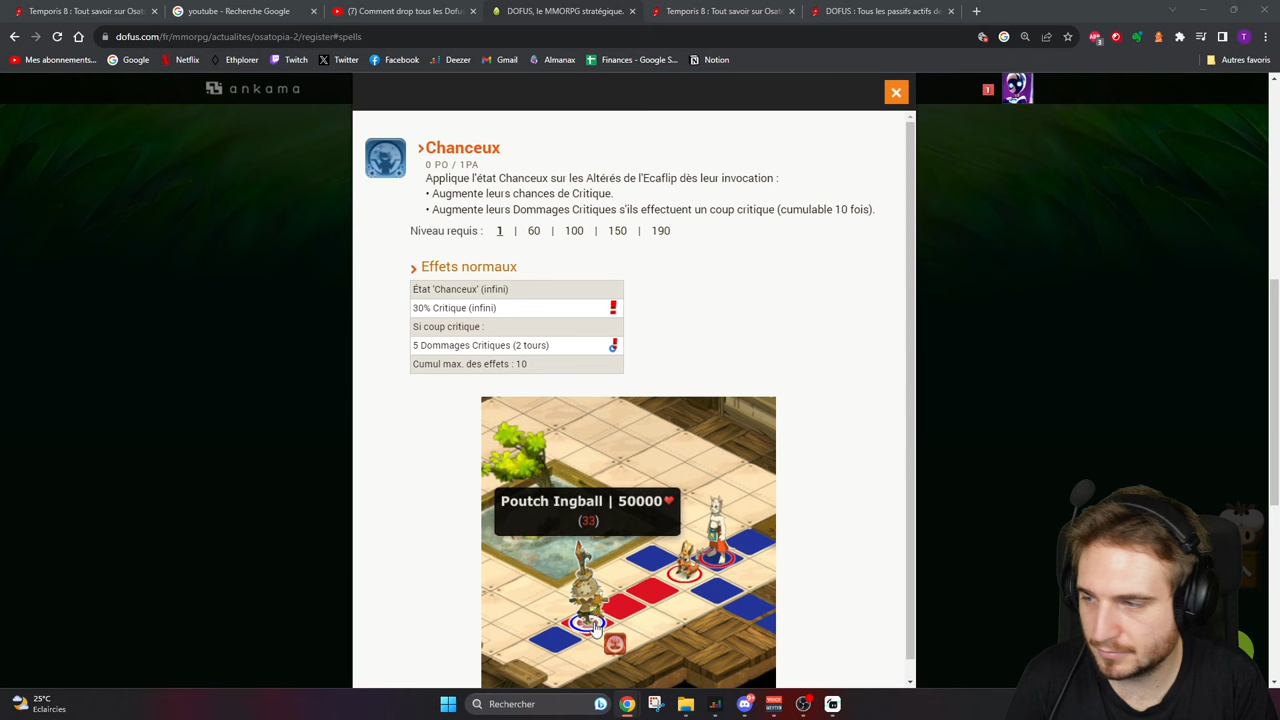 Temporis 8 : Tout savoir sur Osat
youtube - Recherche Google
(7) Comment drop tous les Dofus
DOFUS, le MMORPG stratégique.
Temporis 8 : Tout savoir sur Osat
DOFUS : Tous les passifs actifs de
dofus.com/fr/mmorpg/actualites/osatopia-2/register#spells
3
T
Mes abonnements...
Google
Netflix
Ethplorer
Twitch
Twitter
Facebook
Deezer
Gmail
Almanax
Finances - Google S...
Notion
Autres favoris
ankama
1
Chanceux
0 PO / 1PA
Applique l'état Chanceux sur les Altérés de l'Ecaflip dès leur invocation :
• Augmente leurs chances de Critique.
• Augmente leurs Dommages Critiques s'ils effectuent un coup critique (cumulable 10 fois).
Niveau requis : 1 | 60 | 100 | 150 | 190
Effets normaux
État 'Chanceux' (infini)
30% Critique (infini)
Si coup critique :
5 Dommages Critiques (2 tours)
Cumul max. des effets : 10
Poutch Ingball | 50000
(33)
25°C
Eclaircies
Rechercher